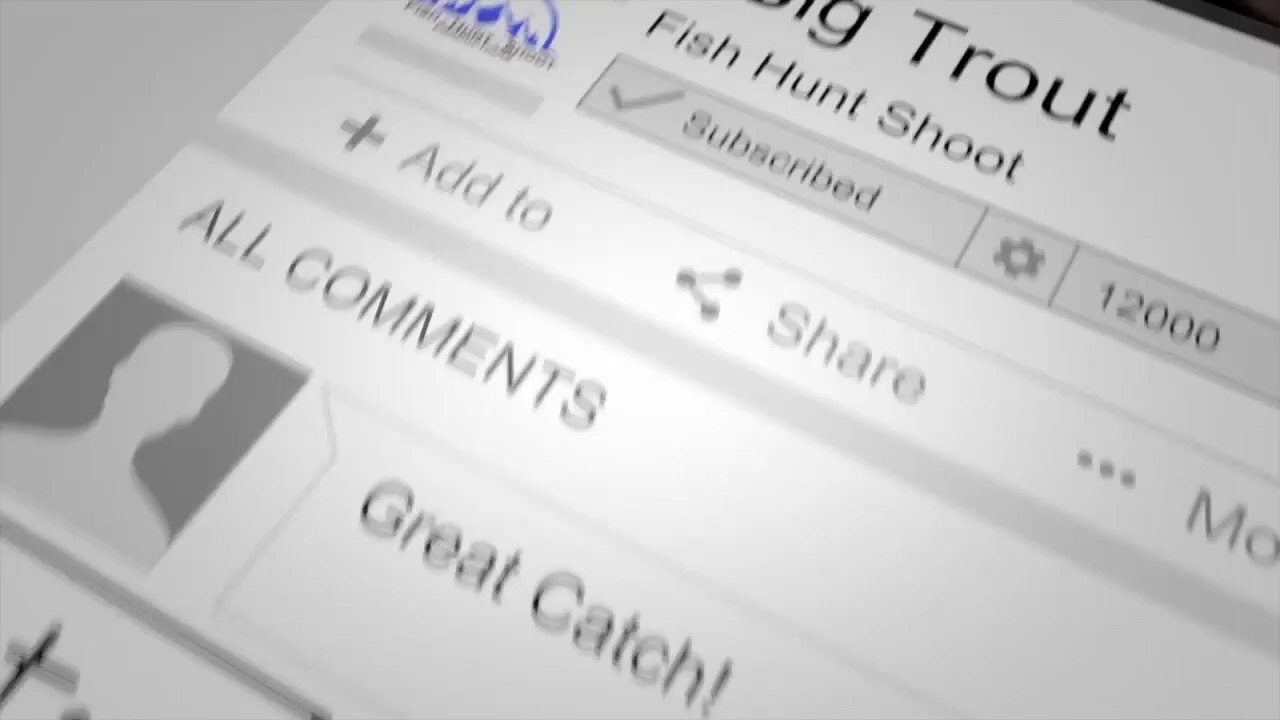 Big Trout
Fish Hunt Shoot
Subscribed
12000
+ Add to
Share
...
Mo
ALL COMMENTS
Great Catch!